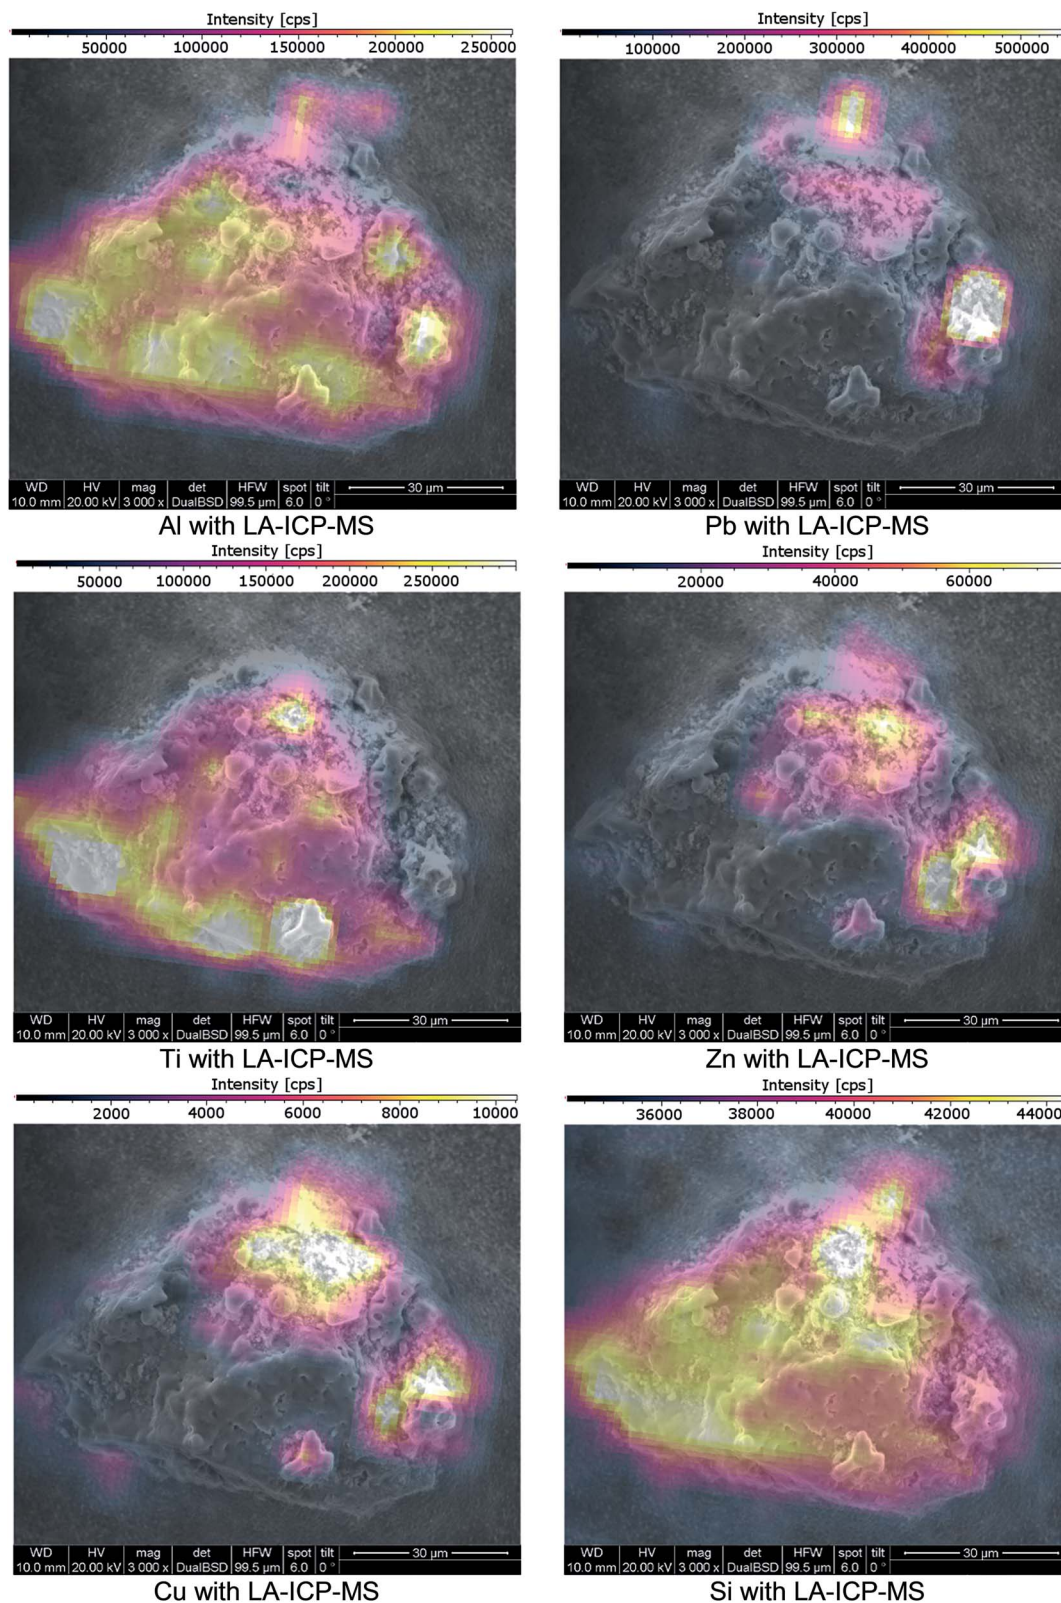 Intensity [cps]
50000 100000 150000 200000 250000
WD HV mag det HFW spot tilt
10.0 mm 20.00 kV 3 000 x DualBSD 99.5 µm 6.0 0 ° 30 µm
Al with LA-ICP-MS
Intensity [cps]
100000 200000 300000 400000 500000
WD HV mag det HFW spot tilt
10.0 mm 20.00 kV 3 000 x DualBSD 99.5 µm 6.0 0 ° 30 µm
Pb with LA-ICP-MS
Intensity [cps]
50000 100000 150000 200000 250000
WD HV mag det HFW spot tilt
10.0 mm 20.00 kV 3 000 x DualBSD 99.5 µm 6.0 0 ° 30 µm
Ti with LA-ICP-MS
Intensity [cps]
20000 40000 60000
WD HV mag det HFW spot tilt
10.0 mm 20.00 kV 3 000 x DualBSD 99.5 µm 6.0 0 ° 30 µm
Zn with LA-ICP-MS
Intensity [cps]
2000 4000 6000 8000 10000
WD HV mag det HFW spot tilt
10.0 mm 20.00 kV 3 000 x DualBSD 99.5 µm 6.0 0 ° 30 µm
Cu with LA-ICP-MS
Intensity [cps]
36000 38000 40000 42000 44000
WD HV mag det HFW spot tilt
10.0 mm 20.00 kV 3 000 x DualBSD 99.5 µm 6.0 0 ° 30 µm
Si with LA-ICP-MS